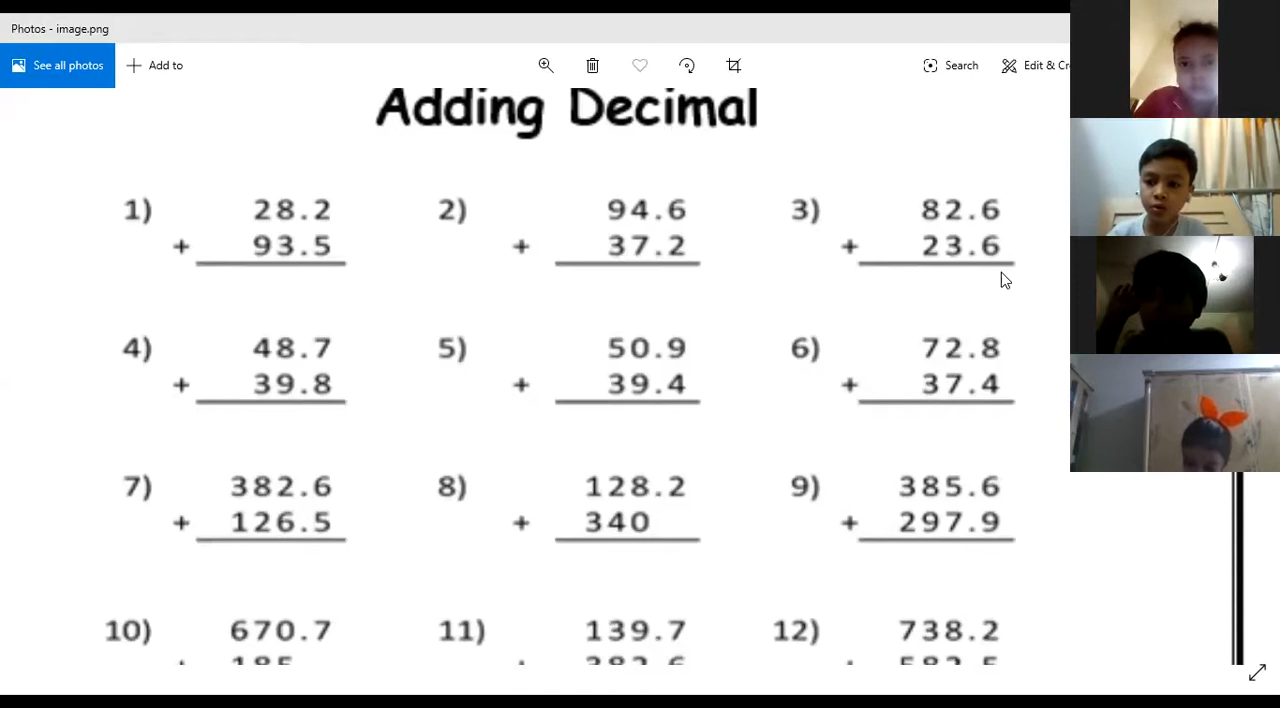 Photos - image.png
See all photos Add to Search Edit & Cr
Adding Decimal
1) 28.2 2) 94.6 3) 82.6
+ 93.5 + 37.2 + 23.6
4) 48.7 5) 50.9 6) 72.8
+ 39.8 + 39.4 + 37.4
7) 382.6 8) 128.2 9) 385.6
+ 126.5 + 340 + 297.9
10) 670.7 11) 139.7 12) 738.2